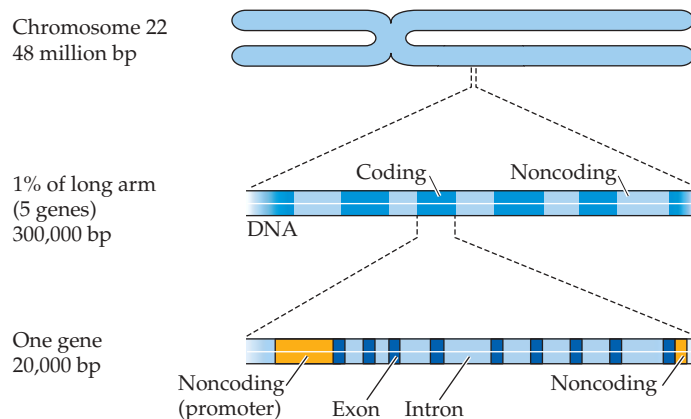 Chromosome 22
48 million bp
Coding
Noncoding
1% of long arm
(5 genes)
300,000 bp
DNA
One gene
20,000 bp
Noncoding
(promoter)
Exon
Intron
Noncoding